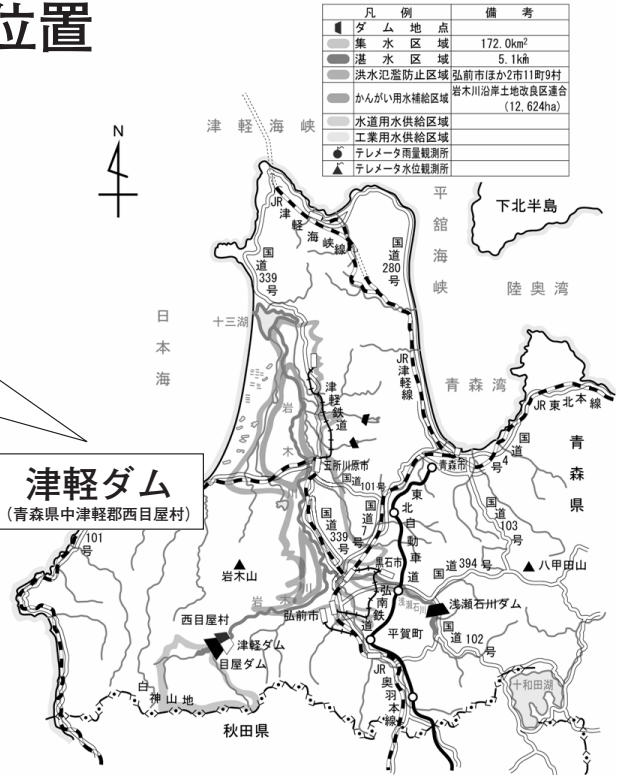 位置
凡例 備考
ダム地点
集水区域 172.0km²
湛水区域 5.1km²
洪水氾濫防止区域 弘前市ほか2市11町9村
かんがい用水補給区域 岩木川沿岸土地改良区連合
(12,624ha)
水道用水供給区域
工業用水供給区域
テレメータ雨量観測所
テレメータ水位観測所
津軽海峡
N
平舘海峡
下北半島
JR津軽海峡線
国道339号
国道280号
陸奥湾
日本海
十三湖
JR津軽線
青森湾
津軽鉄道
JR東北本線
岩木川
青森県
津軽ダム
(青森県中津軽郡西目屋村)
五所川原市
青森市
国道4号
国道101号
東北自動車道
国道7号
国道339号
国道103号
101号
黒石市
国道394号
八甲田山
岩木山
岩木川
弘南鉄道
浅瀬石川
浅瀬石川ダム
西目屋村
弘前市
平賀町
国道102号
津軽ダム
目屋ダム
JR奥羽本線
十和田湖
白神山地
秋田県